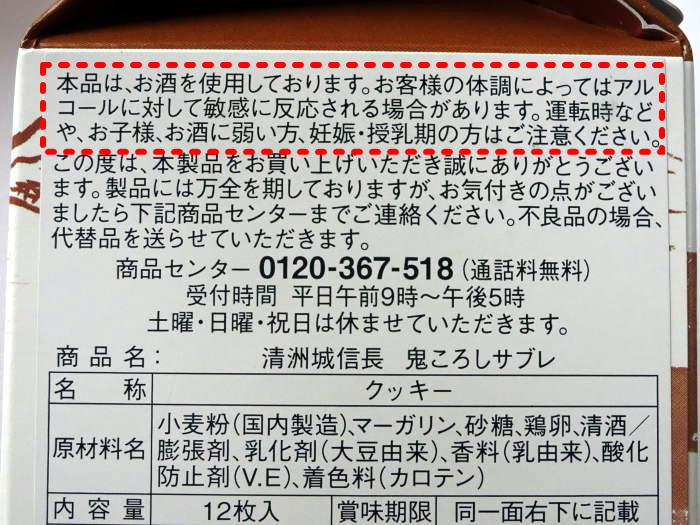 本品は、お酒を使用しております。お客様の体調によってはアル
コールに対して敏感に反応される場合があります。運転時など
や、お子様、お酒に弱い方、妊娠・授乳期の方はご注意ください。
この度は、本製品をお買い上げいただき誠にありがとうござい
ます。製品には万全を期しておりますが、お気付きの点がござい
ましたら下記商品センターまでご連絡ください。不良品の場合、
代替品を送らせていただきます。
商品センター 0120-367-518(通話料無料)
受付時間 平日午前9時〜午後5時
土曜・日曜・祝日は休ませていただきます。
商品名: 清洲城信長 鬼ころしサブレ
名称 クッキー
原材料名 小麦粉(国内製造)、マーガリン、砂糖、鶏卵、清酒/
膨張剤、乳化剤(大豆由来)、香料(乳由来)、酸化
防止剤(V.E)、着色料(カロテン)
内容量 12枚入 賞味期限 同一面右下に記載